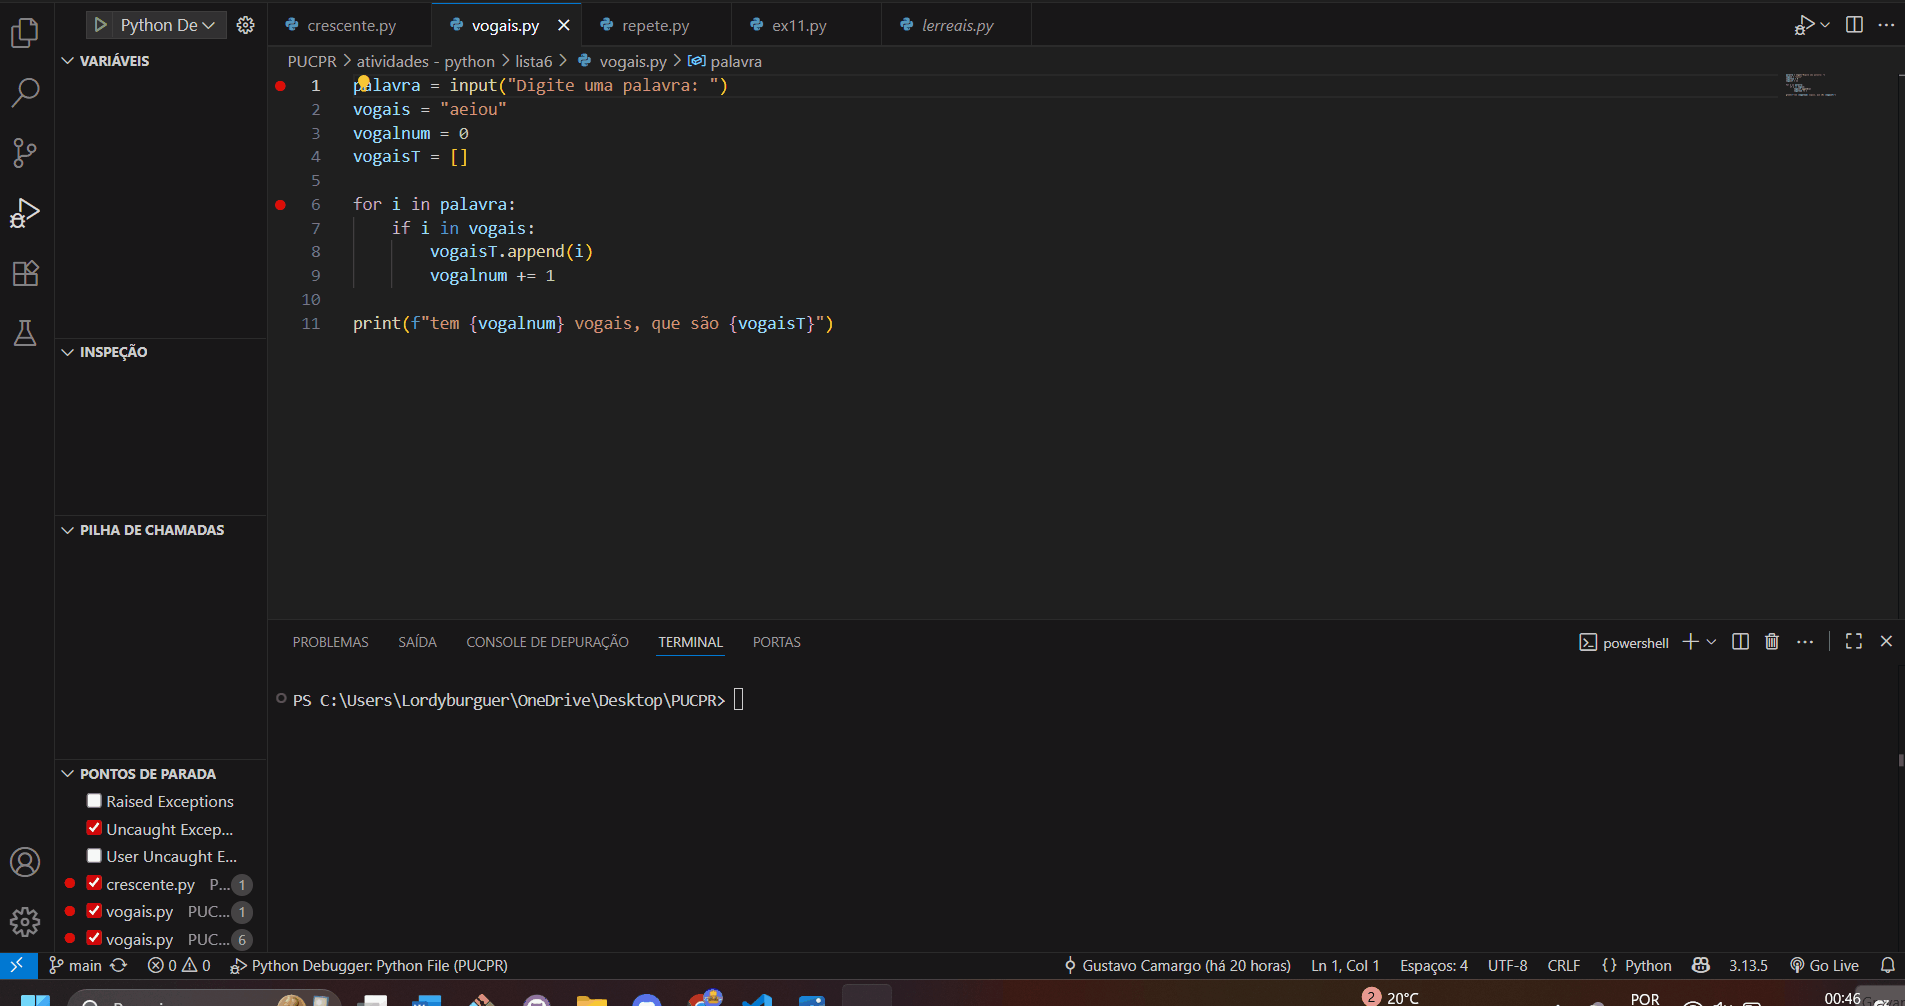 Python De
crescente.py
vogais.py
repete.py
ex11.py
lerreais.py
VARIÁVEIS
PUCPR > atividades - python > lista6 > vogais.py > palavra
1 palavra = input("Digite uma palavra: ")
2 vogais = "aeiou"
3 vogalnum = 0
4 vogaisT = []
5
6 for i in palavra:
7 if i in vogais:
8 vogaisT.append(i)
9 vogalnum += 1
10
11 print(f"tem {vogalnum} vogais, que são {vogaisT}")
INSPEÇÃO
PILHA DE CHAMADAS
PROBLEMAS SAÍDA CONSOLE DE DEPURAÇÃO TERMINAL PORTAS
powershell
PS C:\Users\Lordyburguer\OneDrive\Desktop\PUCPR>
PONTOS DE PARADA
Raised Exceptions
Uncaught Excep...
User Uncaught E...
crescente.py P... 1
vogais.py PUC... 1
vogais.py PUC... 6
main 0 0 Python Debugger: Python File (PUCPR)
Gustavo Camargo (há 20 horas) Ln 1, Col 1 Espaços: 4 UTF-8 CRLF {} Python 3.13.5 Go Live
2 20°C
POR
00:46